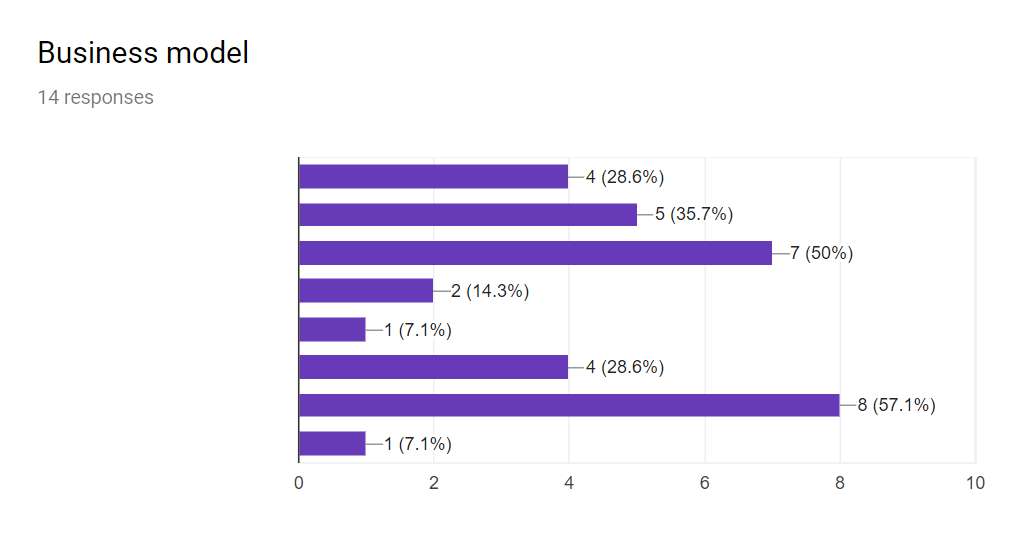 Business model
14 responses
4 (28.6%)
5 (35.7%)
7 (50%)
2 (14.3%)
1 (7.1%)
4 (28.6%)
8 (57.1%)
1 (7.1%)
0 2 4 6 8 10